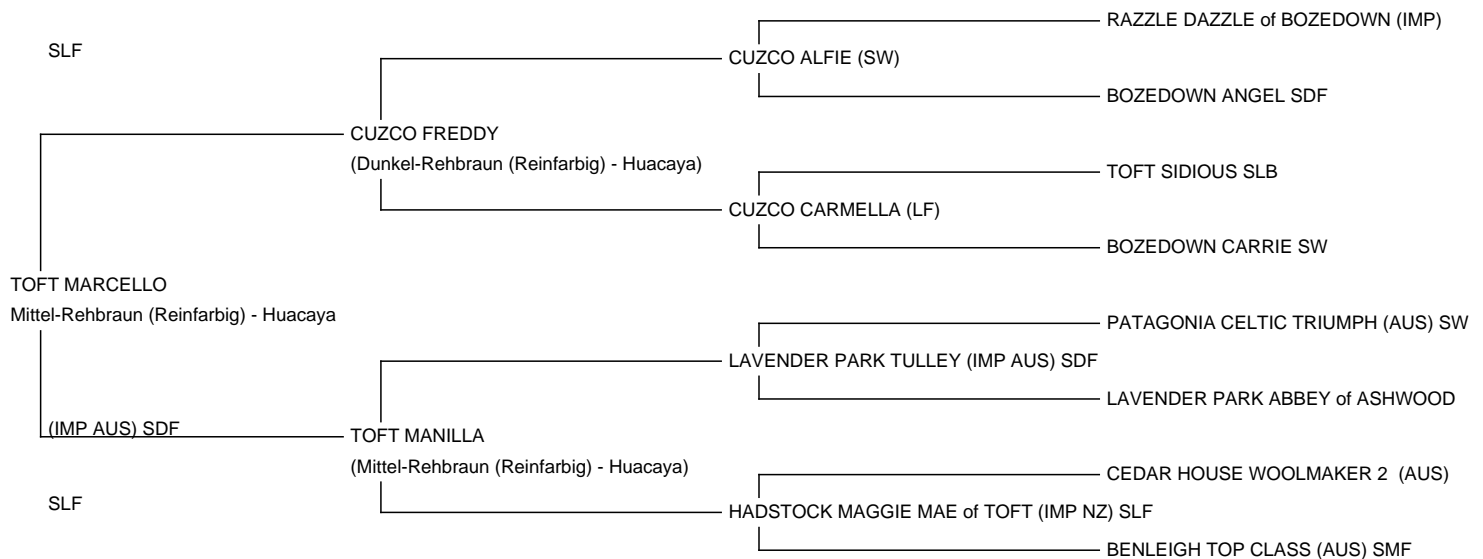 RAZZLE DAZZLE of BOZEDOWN (IMP)
SLF
CUZCO ALFIE (SW)
BOZEDOWN ANGEL SDF
CUZCO FREDDY
(Dunkel-Rehbraun (Reinfarbig) - Huacaya)
TOFT SIDIOUS SLB
CUZCO CARMELLA (LF)
BOZEDOWN CARRIE SW
TOFT MARCELLO
Mittel-Rehbraun (Reinfarbig) - Huacaya
PATAGONIA CELTIC TRIUMPH (AUS) SW
LAVENDER PARK TULLEY (IMP AUS) SDF
LAVENDER PARK ABBEY of ASHWOOD
(IMP AUS) SDF
TOFT MANILLA
(Mittel-Rehbraun (Reinfarbig) - Huacaya)
CEDAR HOUSE WOOLMAKER 2 (AUS)
SLF
HADSTOCK MAGGIE MAE of TOFT (IMP NZ) SLF
BENLEIGH TOP CLASS (AUS) SMF